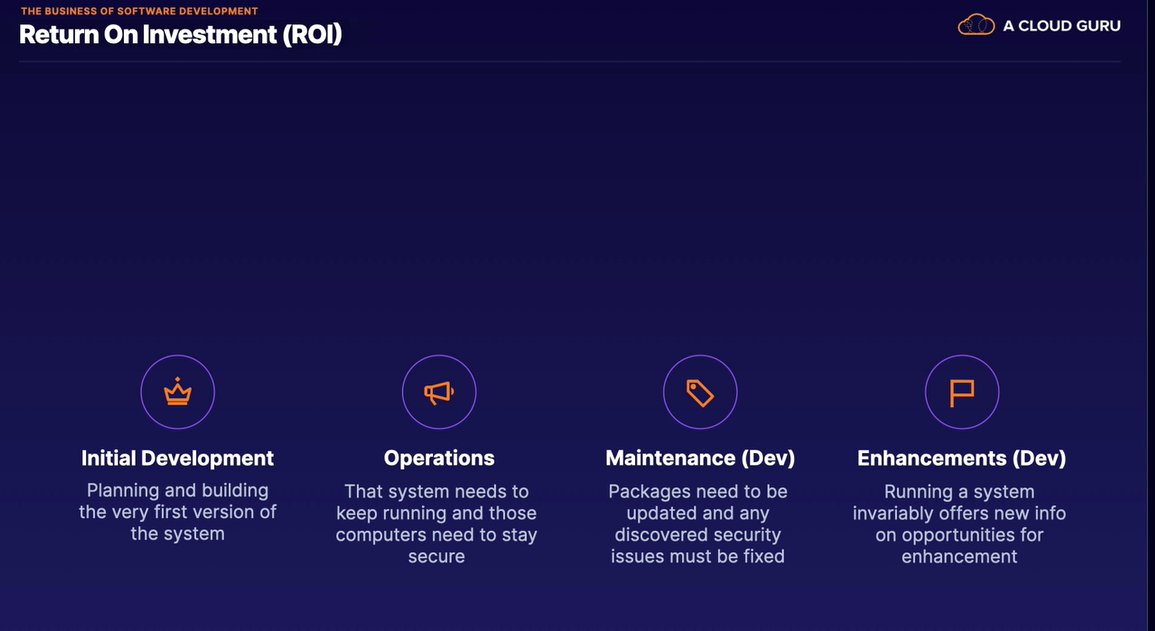 THE BUSINESS OF SOFTWARE DEVELOPMENT
Return On Investment (ROI)
A CLOUD GURU
Initial Development
Planning and building
the very first version of
the system
Operations
That system needs to
keep running and those
computers need to stay
secure
Maintenance (Dev)
Packages need to be
updated and any
discovered security
issues must be fixed
Enhancements (Dev)
Running a system
invariably offers new info
on opportunities for
enhancement